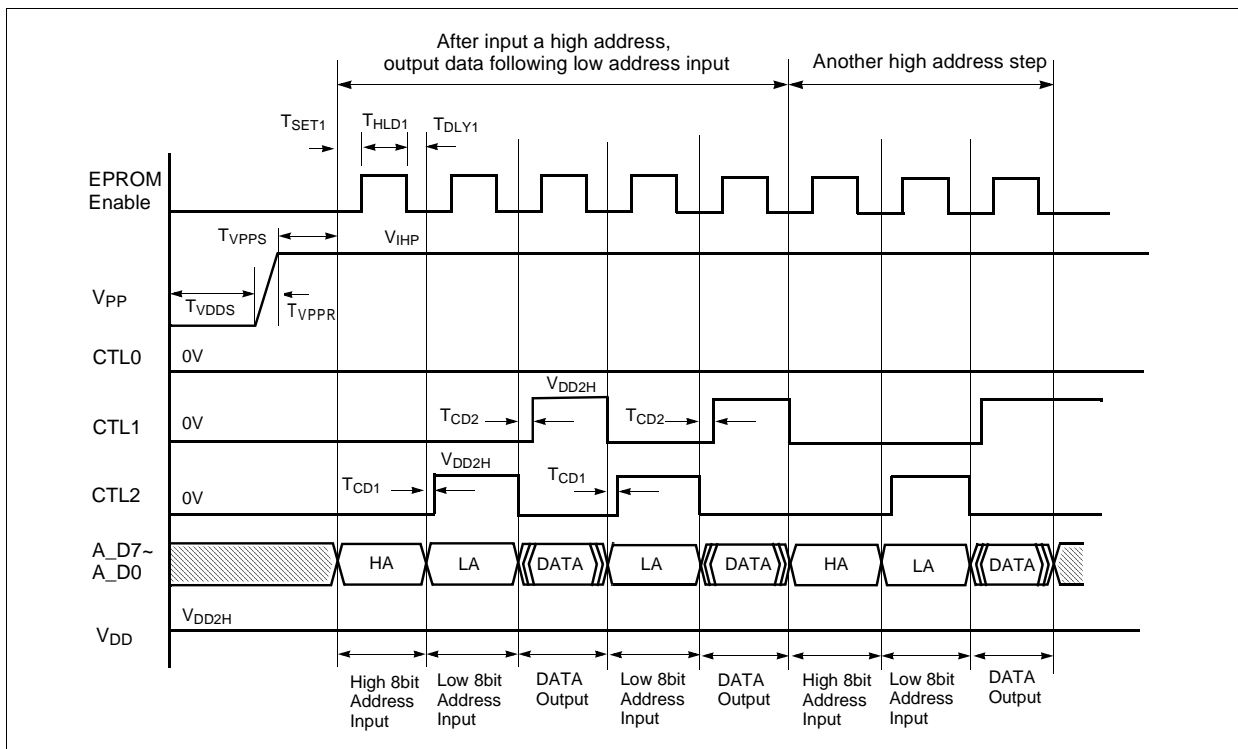 After input a high address,
output data following low address input
Another high address step
TSET1
THLD1
TDLY1
EPROM
Enable
TVPPS
VIHP
VPP
TVDDS
TVPPR
CTL0
0V
VDD2H
CTL1
0V
TCD2
TCD2
VDD2H
CTL2
0V
TCD1
TCD1
A_D7~
A_D0
HA
LA
DATA
LA
DATA
HA
LA
DATA
VDD2H
VDD
High 8bit
Address
Input
Low 8bit
Address
Input
DATA
Output
Low 8bit
Address
Input
DATA
Output
High 8bit
Address
Input
Low 8bit
Address
Input
DATA
Output